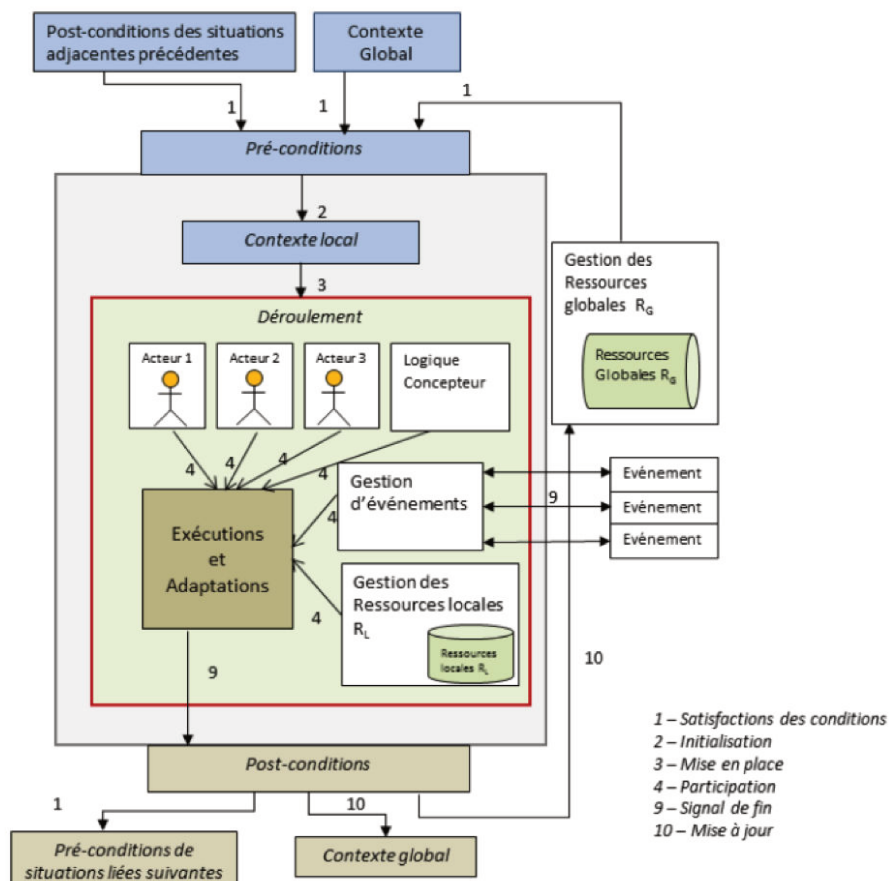 Post-conditions des situations
adjacentes précédentes
Contexte
Global
1
1
1
Pré-conditions
2
Contexte local
3
Déroulement
Acteur 1
Acteur 2
Acteur 3
Logique
Concepteur
Gestion des
Ressources
globales RG
Ressources
Globales RG
4
4
4
4
Gestion
d'événements
4
9
Evénement
Evénement
Evénement
Exécutions
et
Adaptations
Gestion des
Ressources locales
RL
4
Ressources
locales RL
9
10
Post-conditions
1
10
Pré-conditions de
situations liées suivantes
Contexte global
1 – Satisfactions des conditions
2 – Initialisation
3 – Mise en place
4 – Participation
9 – Signal de fin
10 – Mise à jour